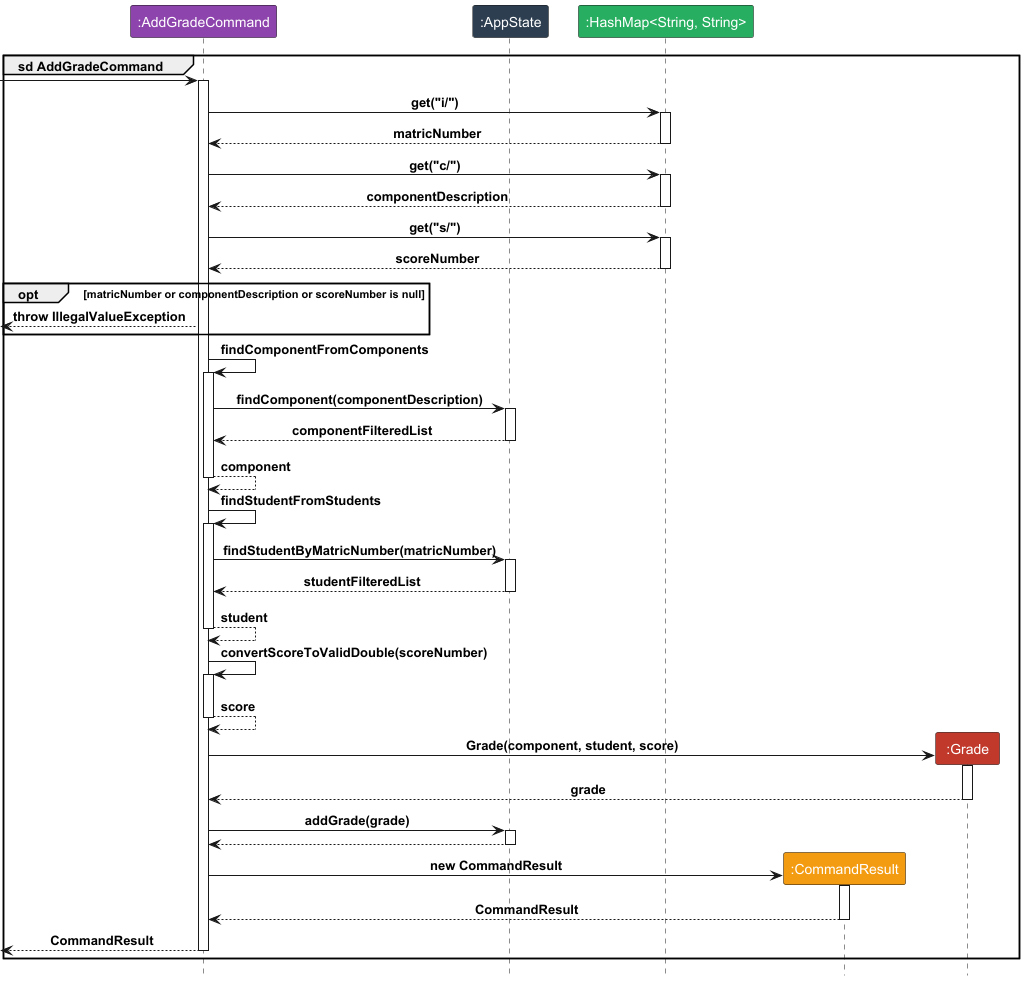 :AddGradeCommand
:AppState
:HashMap<String, String>
sd AddGradeCommand
get("i/")
matricNumber
get("c/")
componentDescription
get("s/")
scoreNumber
opt
[matricNumber or componentDescription or scoreNumber is null]
throw IllegalValueException
findComponentFromComponents
findComponent(componentDescription)
componentFilteredList
component
findStudentFromStudents
findStudentByMatricNumber(matricNumber)
studentFilteredList
student
convertScoreToValidDouble(scoreNumber)
score
Grade(component, student, score)
:Grade
grade
addGrade(grade)
new CommandResult
:CommandResult
CommandResult
CommandResult